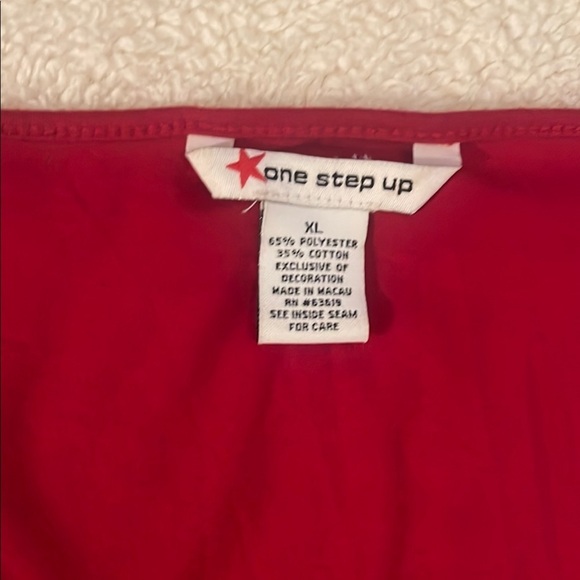 one step up
XL
65% POLYESTER
35% COTTON
EXCLUSIVE OF
DECORATION
MADE IN MACAU
RN #63619
SEE INSIDE SEAM
FOR CARE